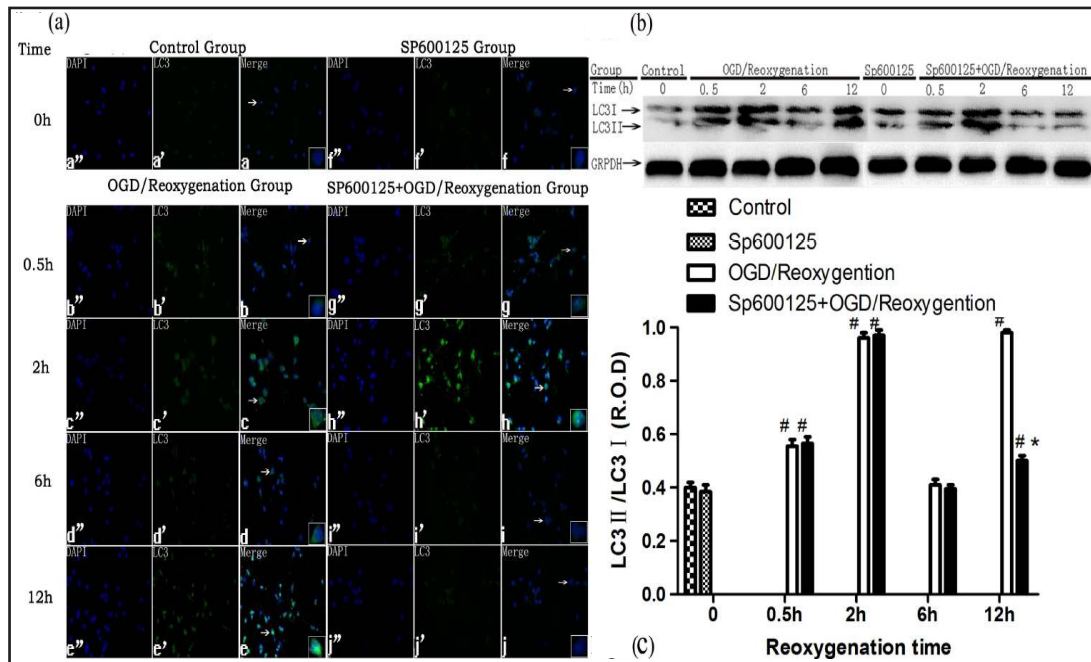 (a)
Time Control Group SP600125 Group
DAPI LC3 Merge DAPI LC3 Merge
0h
a” a’ a f” f’ f
OGD/Reoxygenation Group SP600125+OGD/Reoxygenation Group
DAPI LC3 Merge DAPI LC3 Merge
0.5h
b” b’ b g” g’ g
DAPI LC3 Merge DAPI LC3 Merge
2h
c” c’ c h” h’ h
DAPI LC3 Merge DAPI LC3 Merge
6h
d” d’ d i” i’ i
DAPI LC3 Merge DAPI LC3 Merge
12h
e” e’ e j” j’ j
(b)
Group Control OGD/Reoxygenation Sp600125 Sp600125+OGD/Reoxygenation
Time(h) 0 0.5 2 6 12 0 0.5 2 6 12
LC3I
LC3II
GRPDH
Control
Sp600125
OGD/Reoxygention
Sp600125+OGD/Reoxygention
LC3Ⅱ/LC3Ⅰ (R.O.D)
1.0
0.8
0.6
0.4
0.2
0.0
# #
# #
#
# *
0 0.5h 2h 6h 12h
Reoxygenation time
(c)